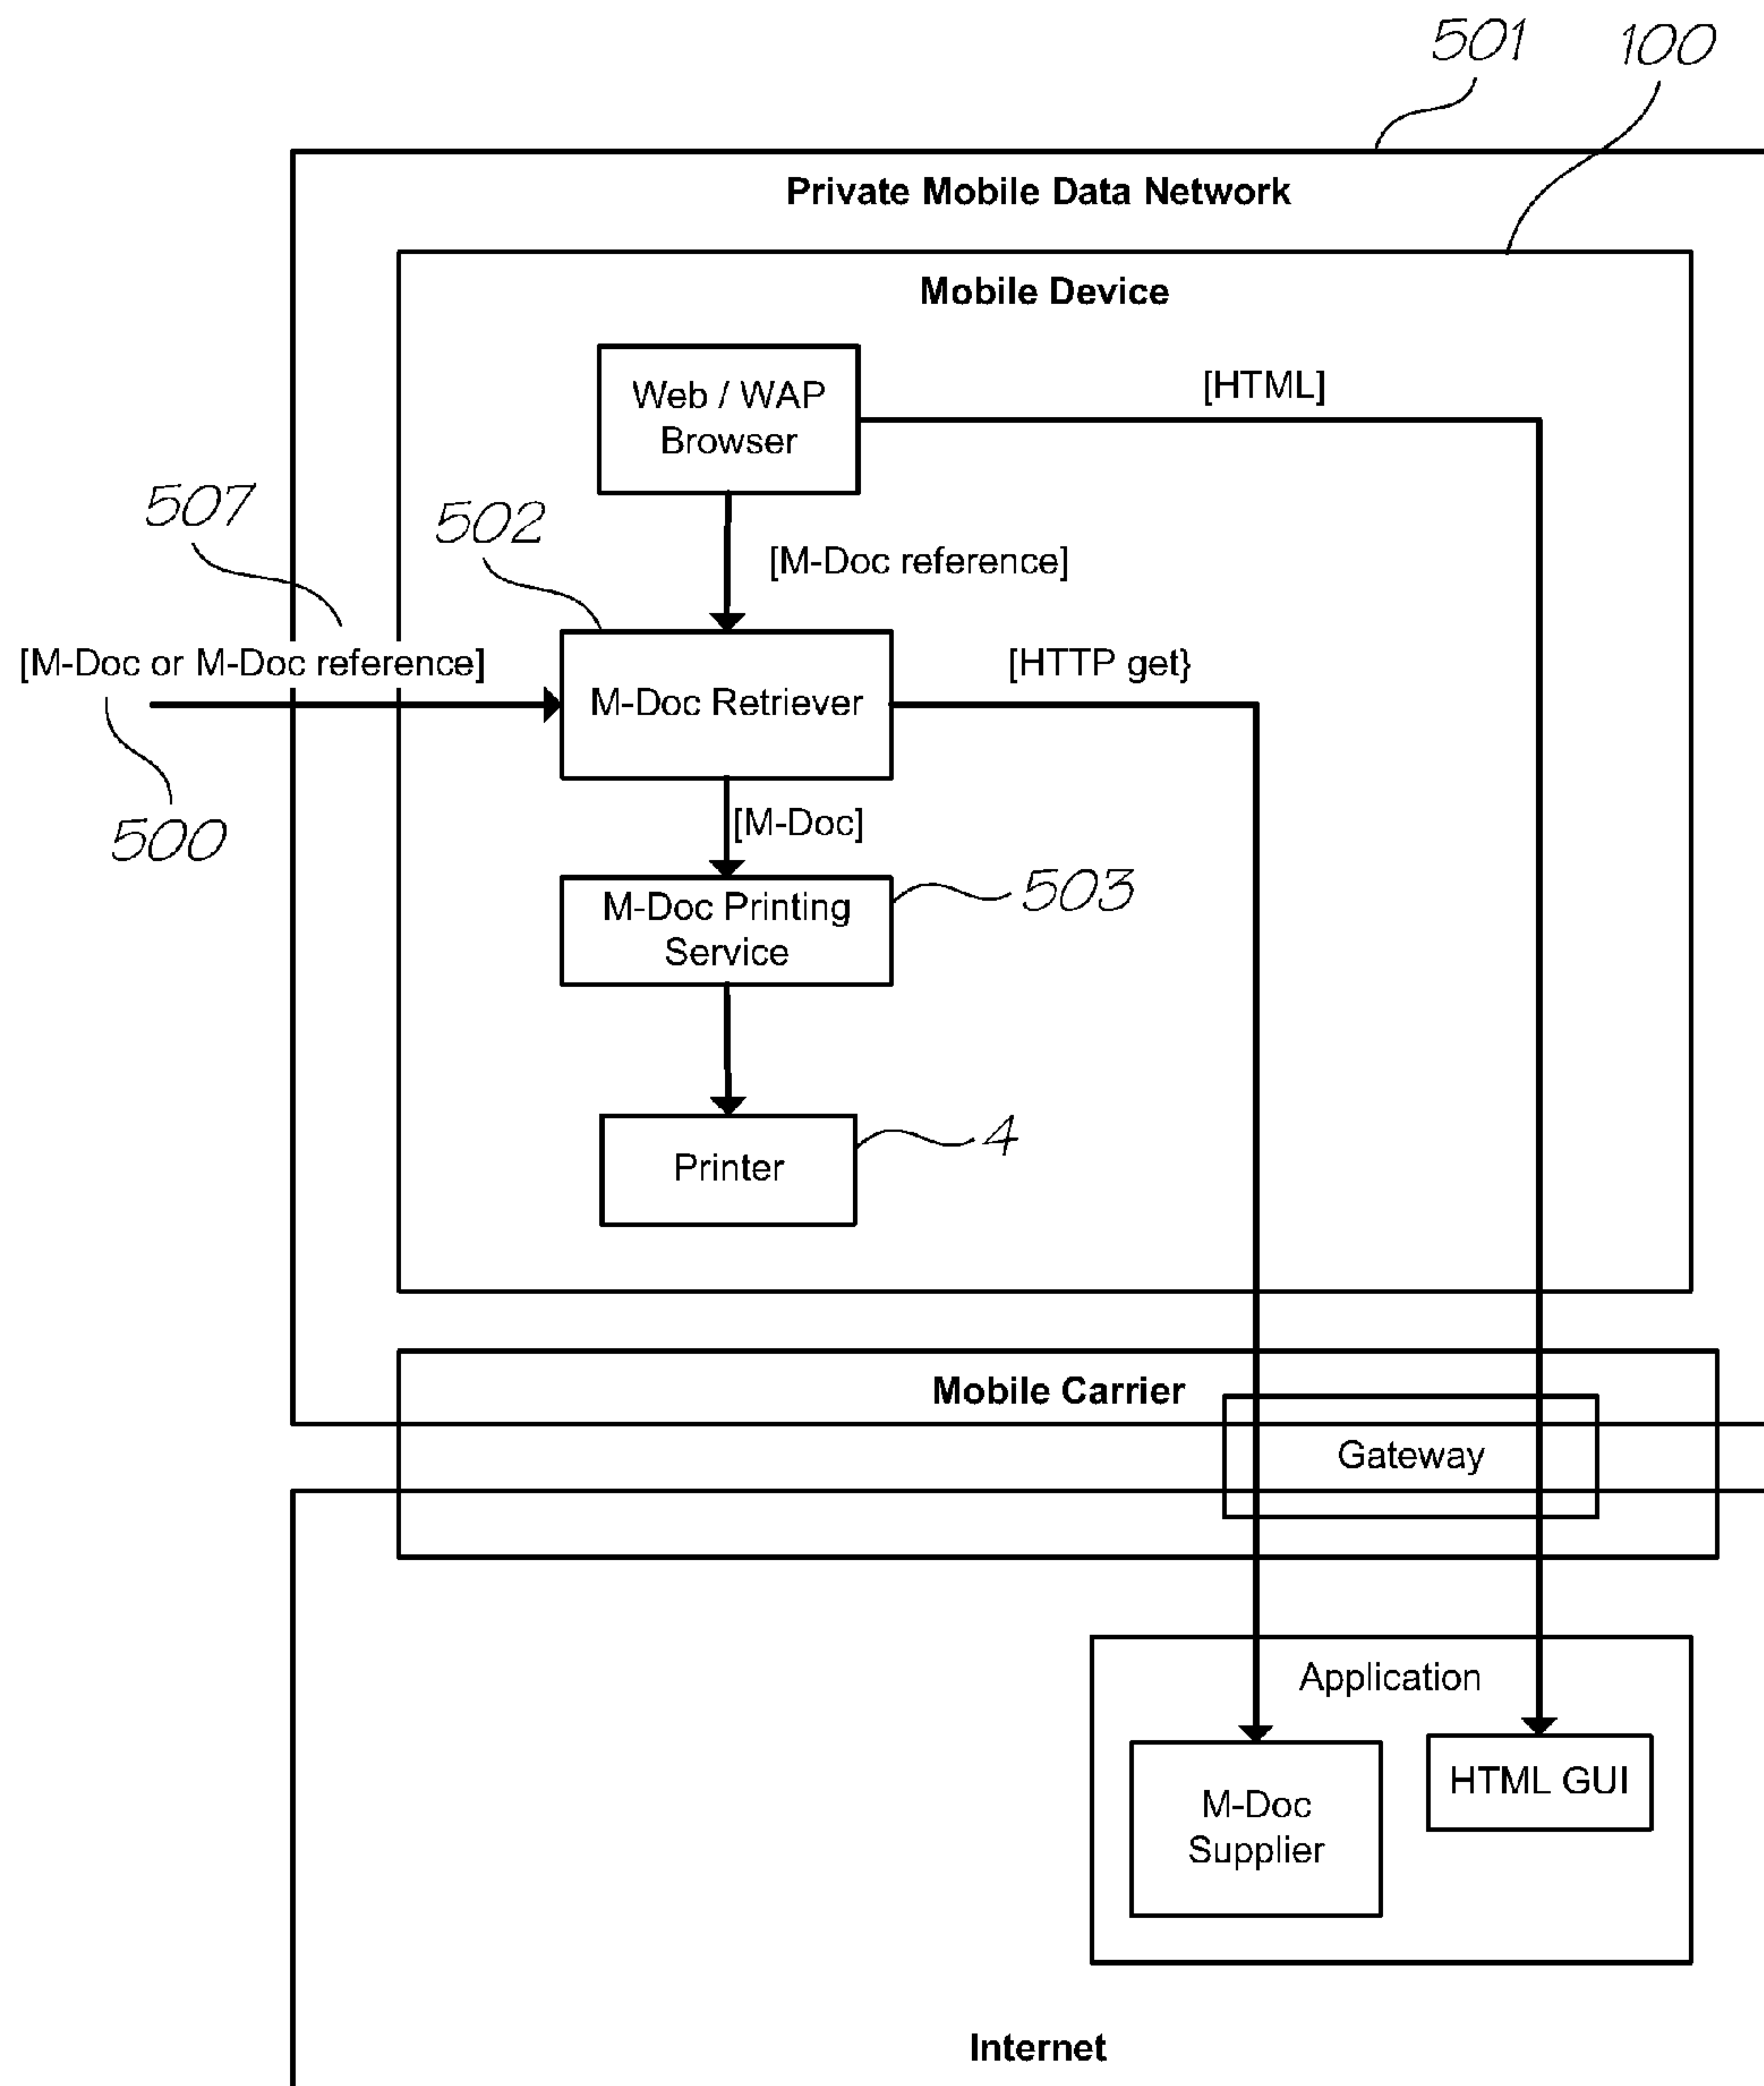 501
100
Private Mobile Data Network
Mobile Device
Web / WAP
Browser
[HTML]
507
502
[M-Doc reference]
[M-Doc or M-Doc reference]
M-Doc Retriever
[HTTP get}
500
[M-Doc]
M-Doc Printing
Service
503
Printer
4
Mobile Carrier
Gateway
Application
M-Doc
Supplier
HTML GUI
Internet